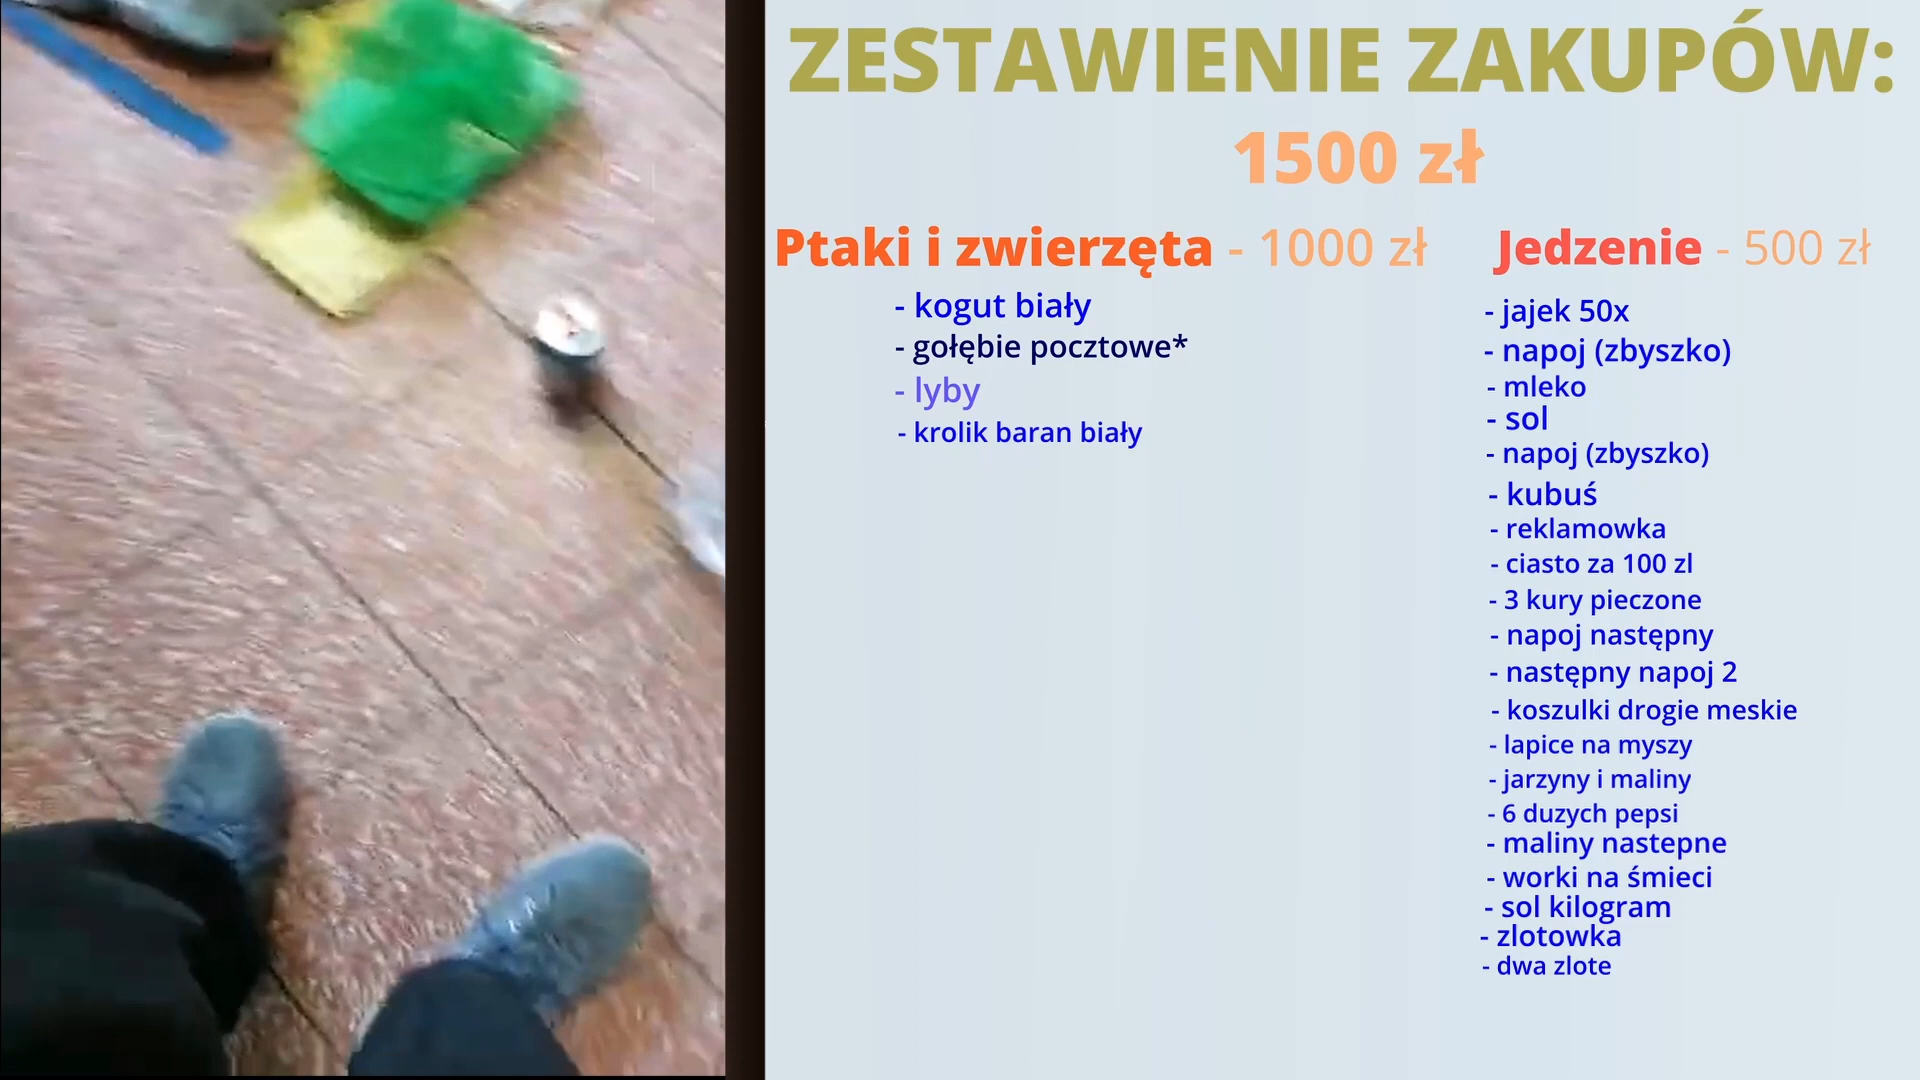 ZESTAWIENIE ZAKUPÓW:
1500 zł
Ptaki i zwierzęta - 1000 zł
- kogut biały
- gołębie pocztowe*
- lyby
- krolik baran biały
Jedzenie - 500 zł
- jajek 50x
- napoj (zbyszko)
- mleko
- sol
- napoj (zbyszko)
- kubuś
- reklamowka
- ciasto za 100 zl
- 3 kury pieczone
- napoj następny
- następny napoj 2
- koszulki drogie meskie
- lapice na myszy
- jarzyny i maliny
- 6 duzych pepsi
- maliny nastepne
- worki na śmieci
- sol kilogram
- zlotowka
- dwa zlote